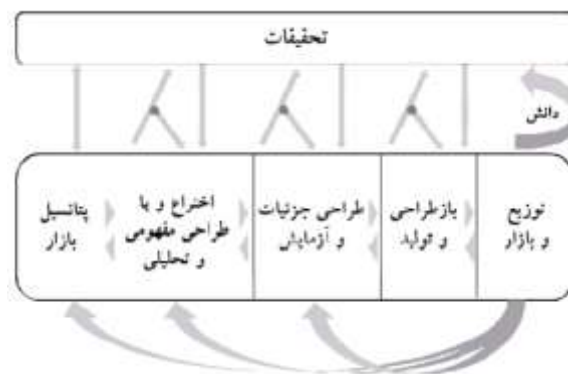 تحقیقات
دانش
توزیع
و بازار
بازطراحی
و تولید
طراحی جزئیات
و آزمایش
اختراع و یا
طراحی مفهومی
و تحلیلی
پتانسیل
بازار